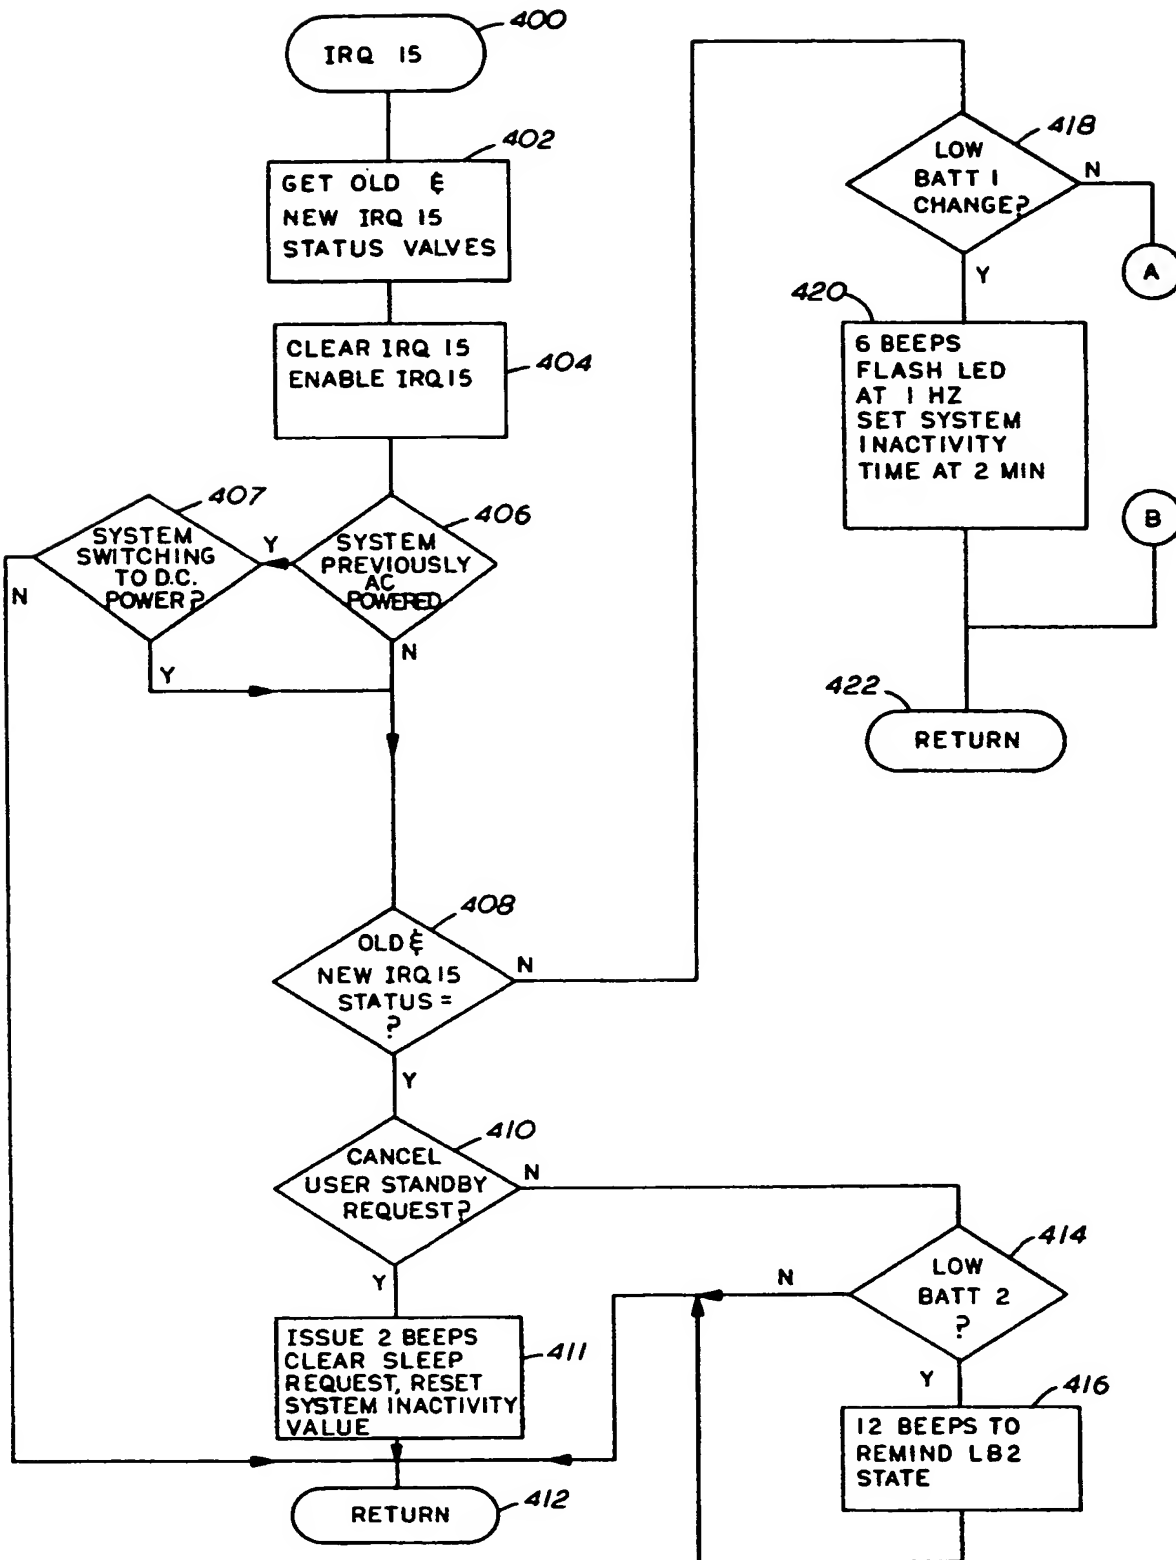 400
IRQ 15
402
GET OLD &
NEW IRQ 15
STATUS VALVES
CLEAR IRQ 15
ENABLE IRQ15
404
407
SYSTEM
SWITCHING
TO D.C.
POWER?
Y
N
Y
406
SYSTEM
PREVIOUSLY
AC
POWERED
N
408
OLD &
NEW IRQ15
STATUS =
?
N
Y
410
CANCEL
USER STANDBY
REQUEST?
N
Y
ISSUE 2 BEEPS
CLEAR SLEEP
REQUEST, RESET
SYSTEM INACTIVITY
VALUE
411
RETURN
412
414
LOW
BATT 2
?
N
Y
416
12 BEEPS TO
REMIND LB2
STATE
418
LOW
BATT 1
CHANGE?
N
A
Y
420
6 BEEPS
FLASH LED
AT 1 HZ
SET SYSTEM
INACTIVITY
TIME AT 2 MIN
B
422
RETURN